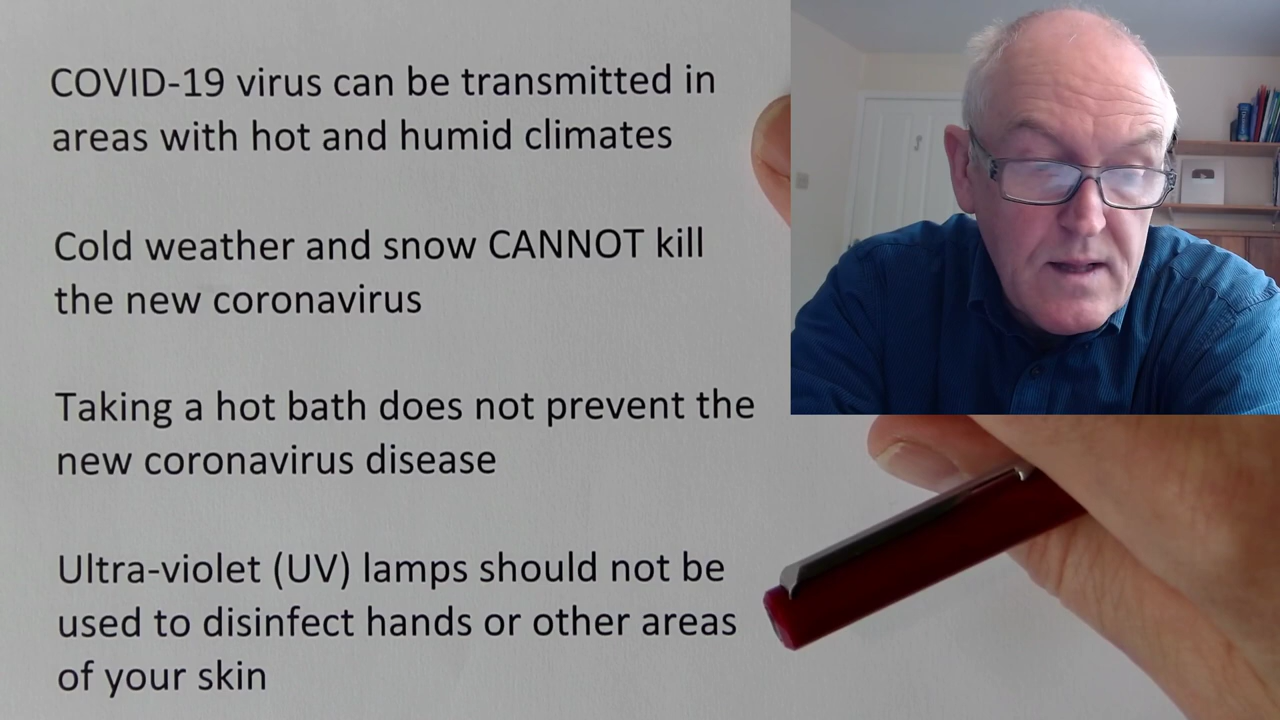 COVID-19 virus can be transmitted in
areas with hot and humid climates
Cold weather and snow CANNOT kill
the new coronavirus
Taking a hot bath does not prevent the
new coronavirus disease
Ultra-violet (UV) lamps should not be
used to disinfect hands or other areas
of your skin